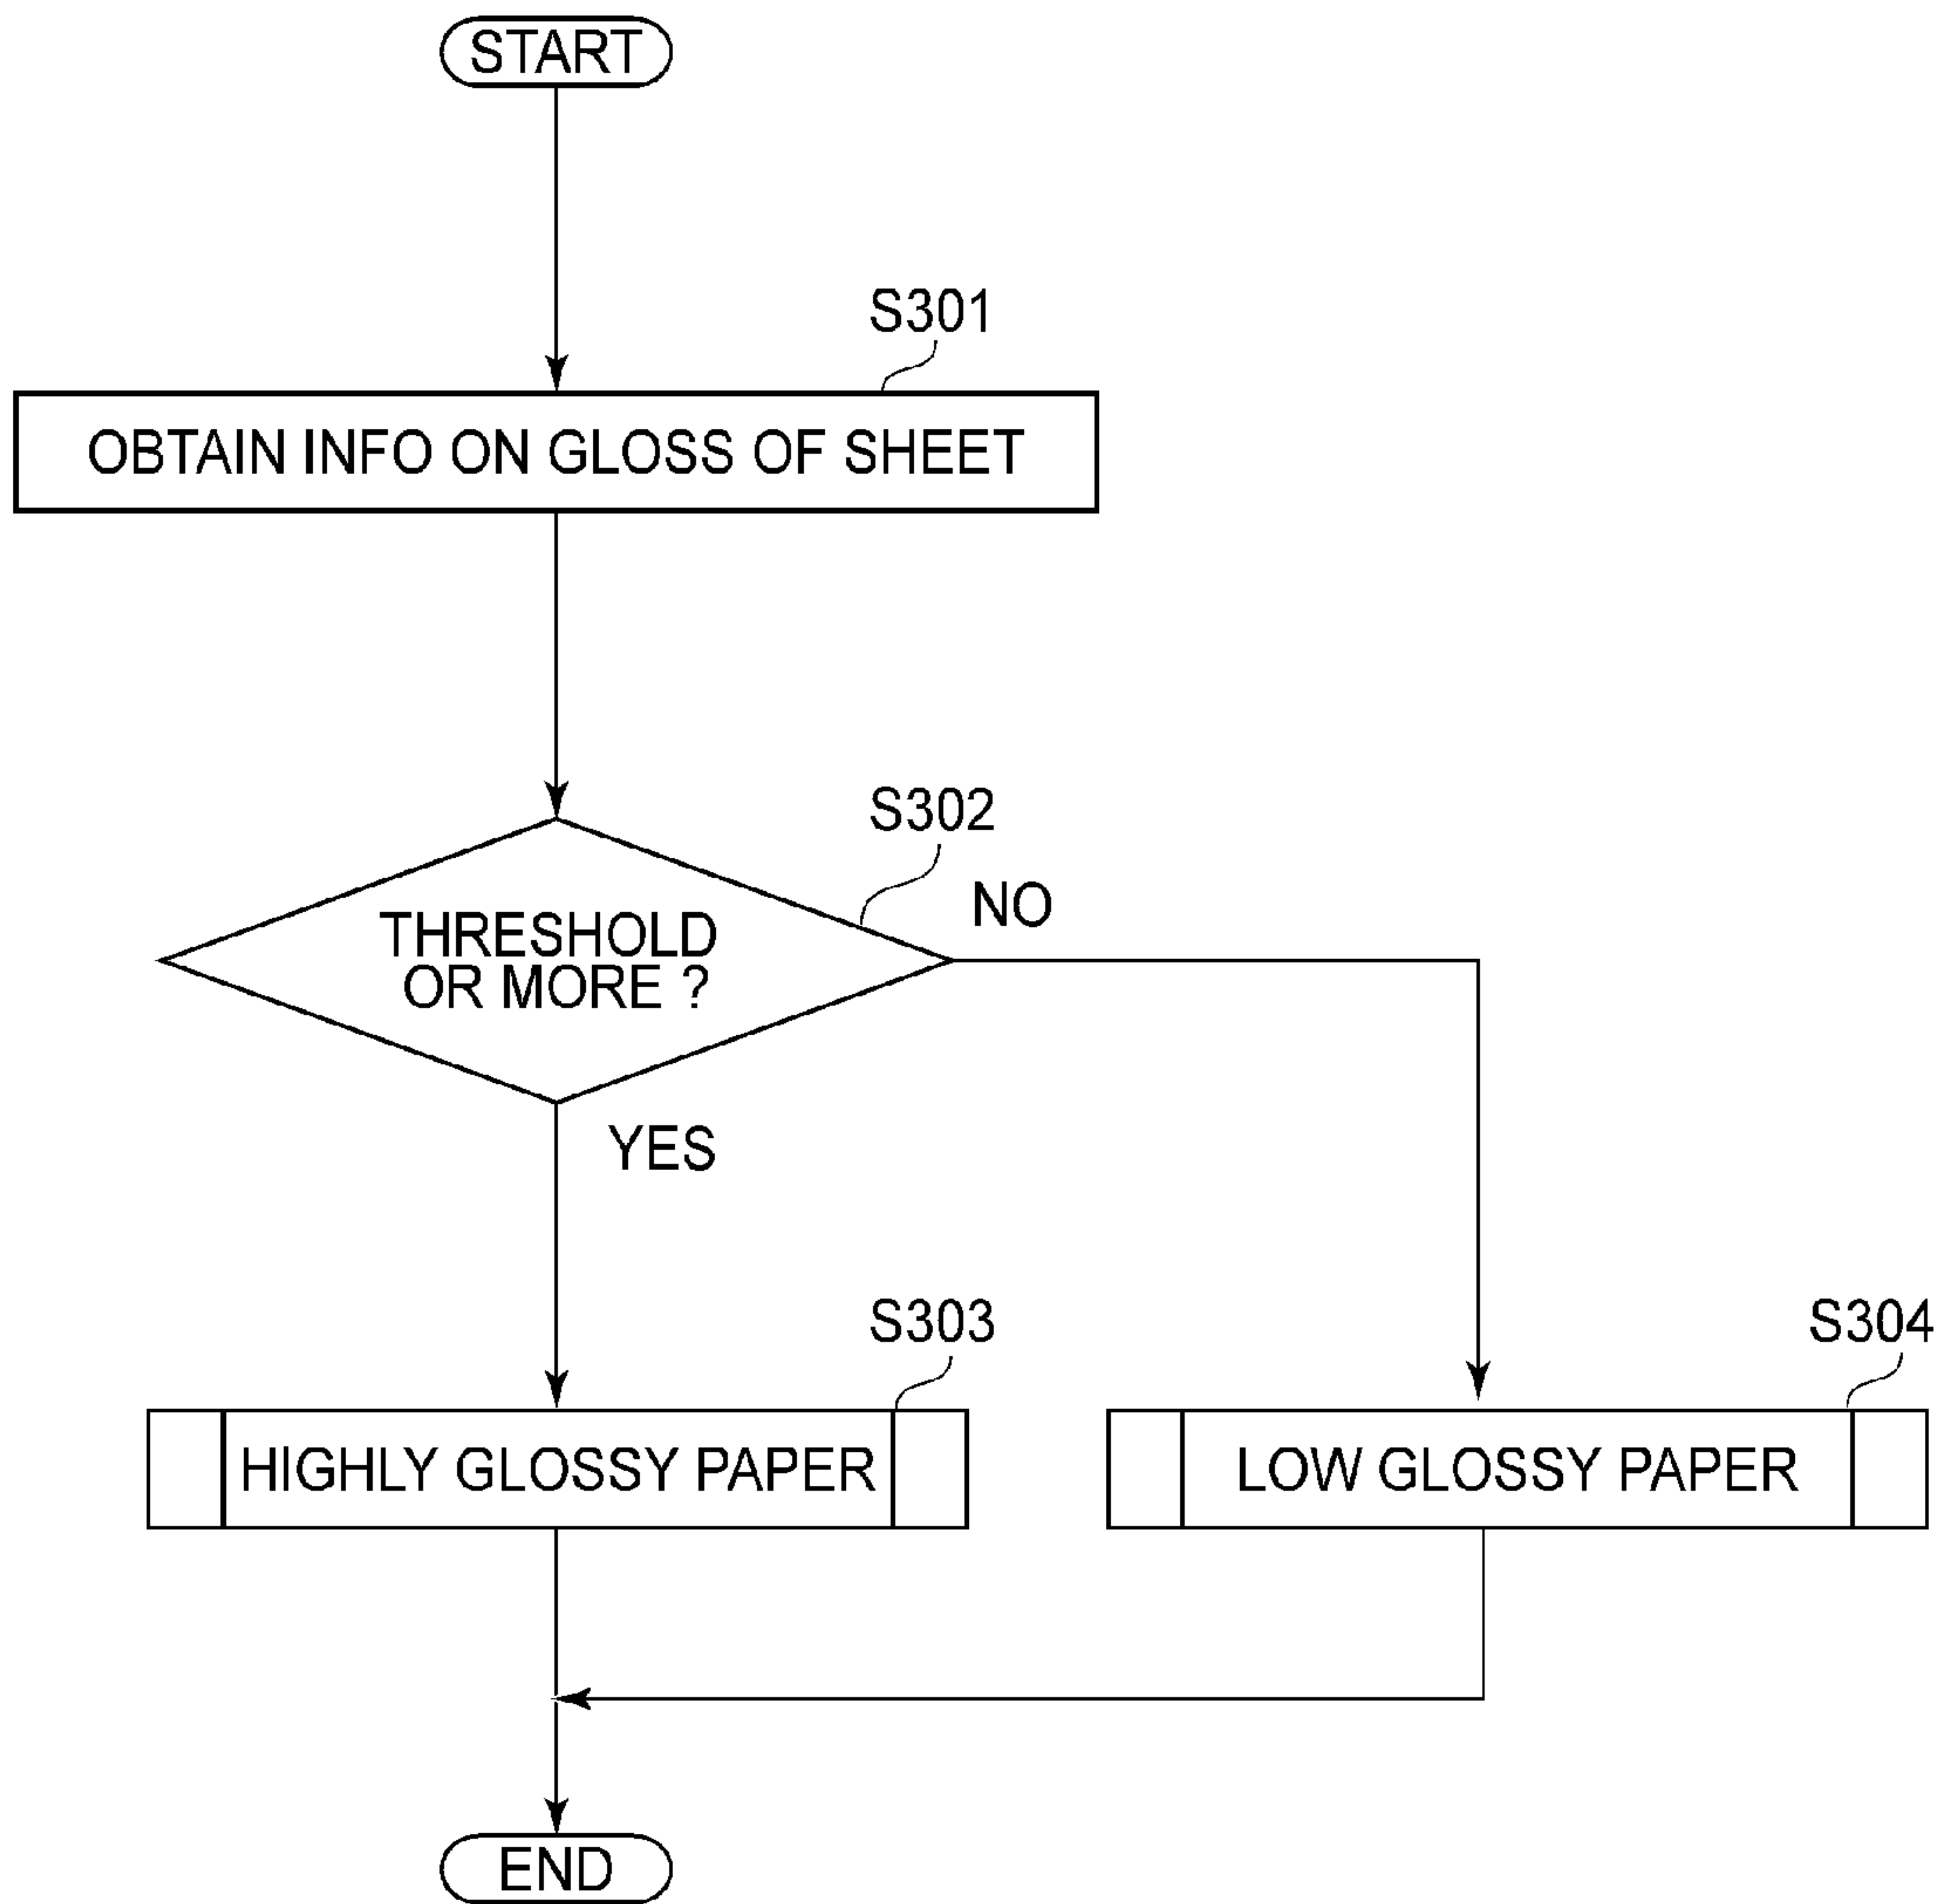 START
S301
OBTAIN INFO ON GLOSS OF SHEET
S302
NO
THRESHOLD
OR MORE ?
YES
S303
S304
HIGHLY GLOSSY PAPER
LOW GLOSSY PAPER
END